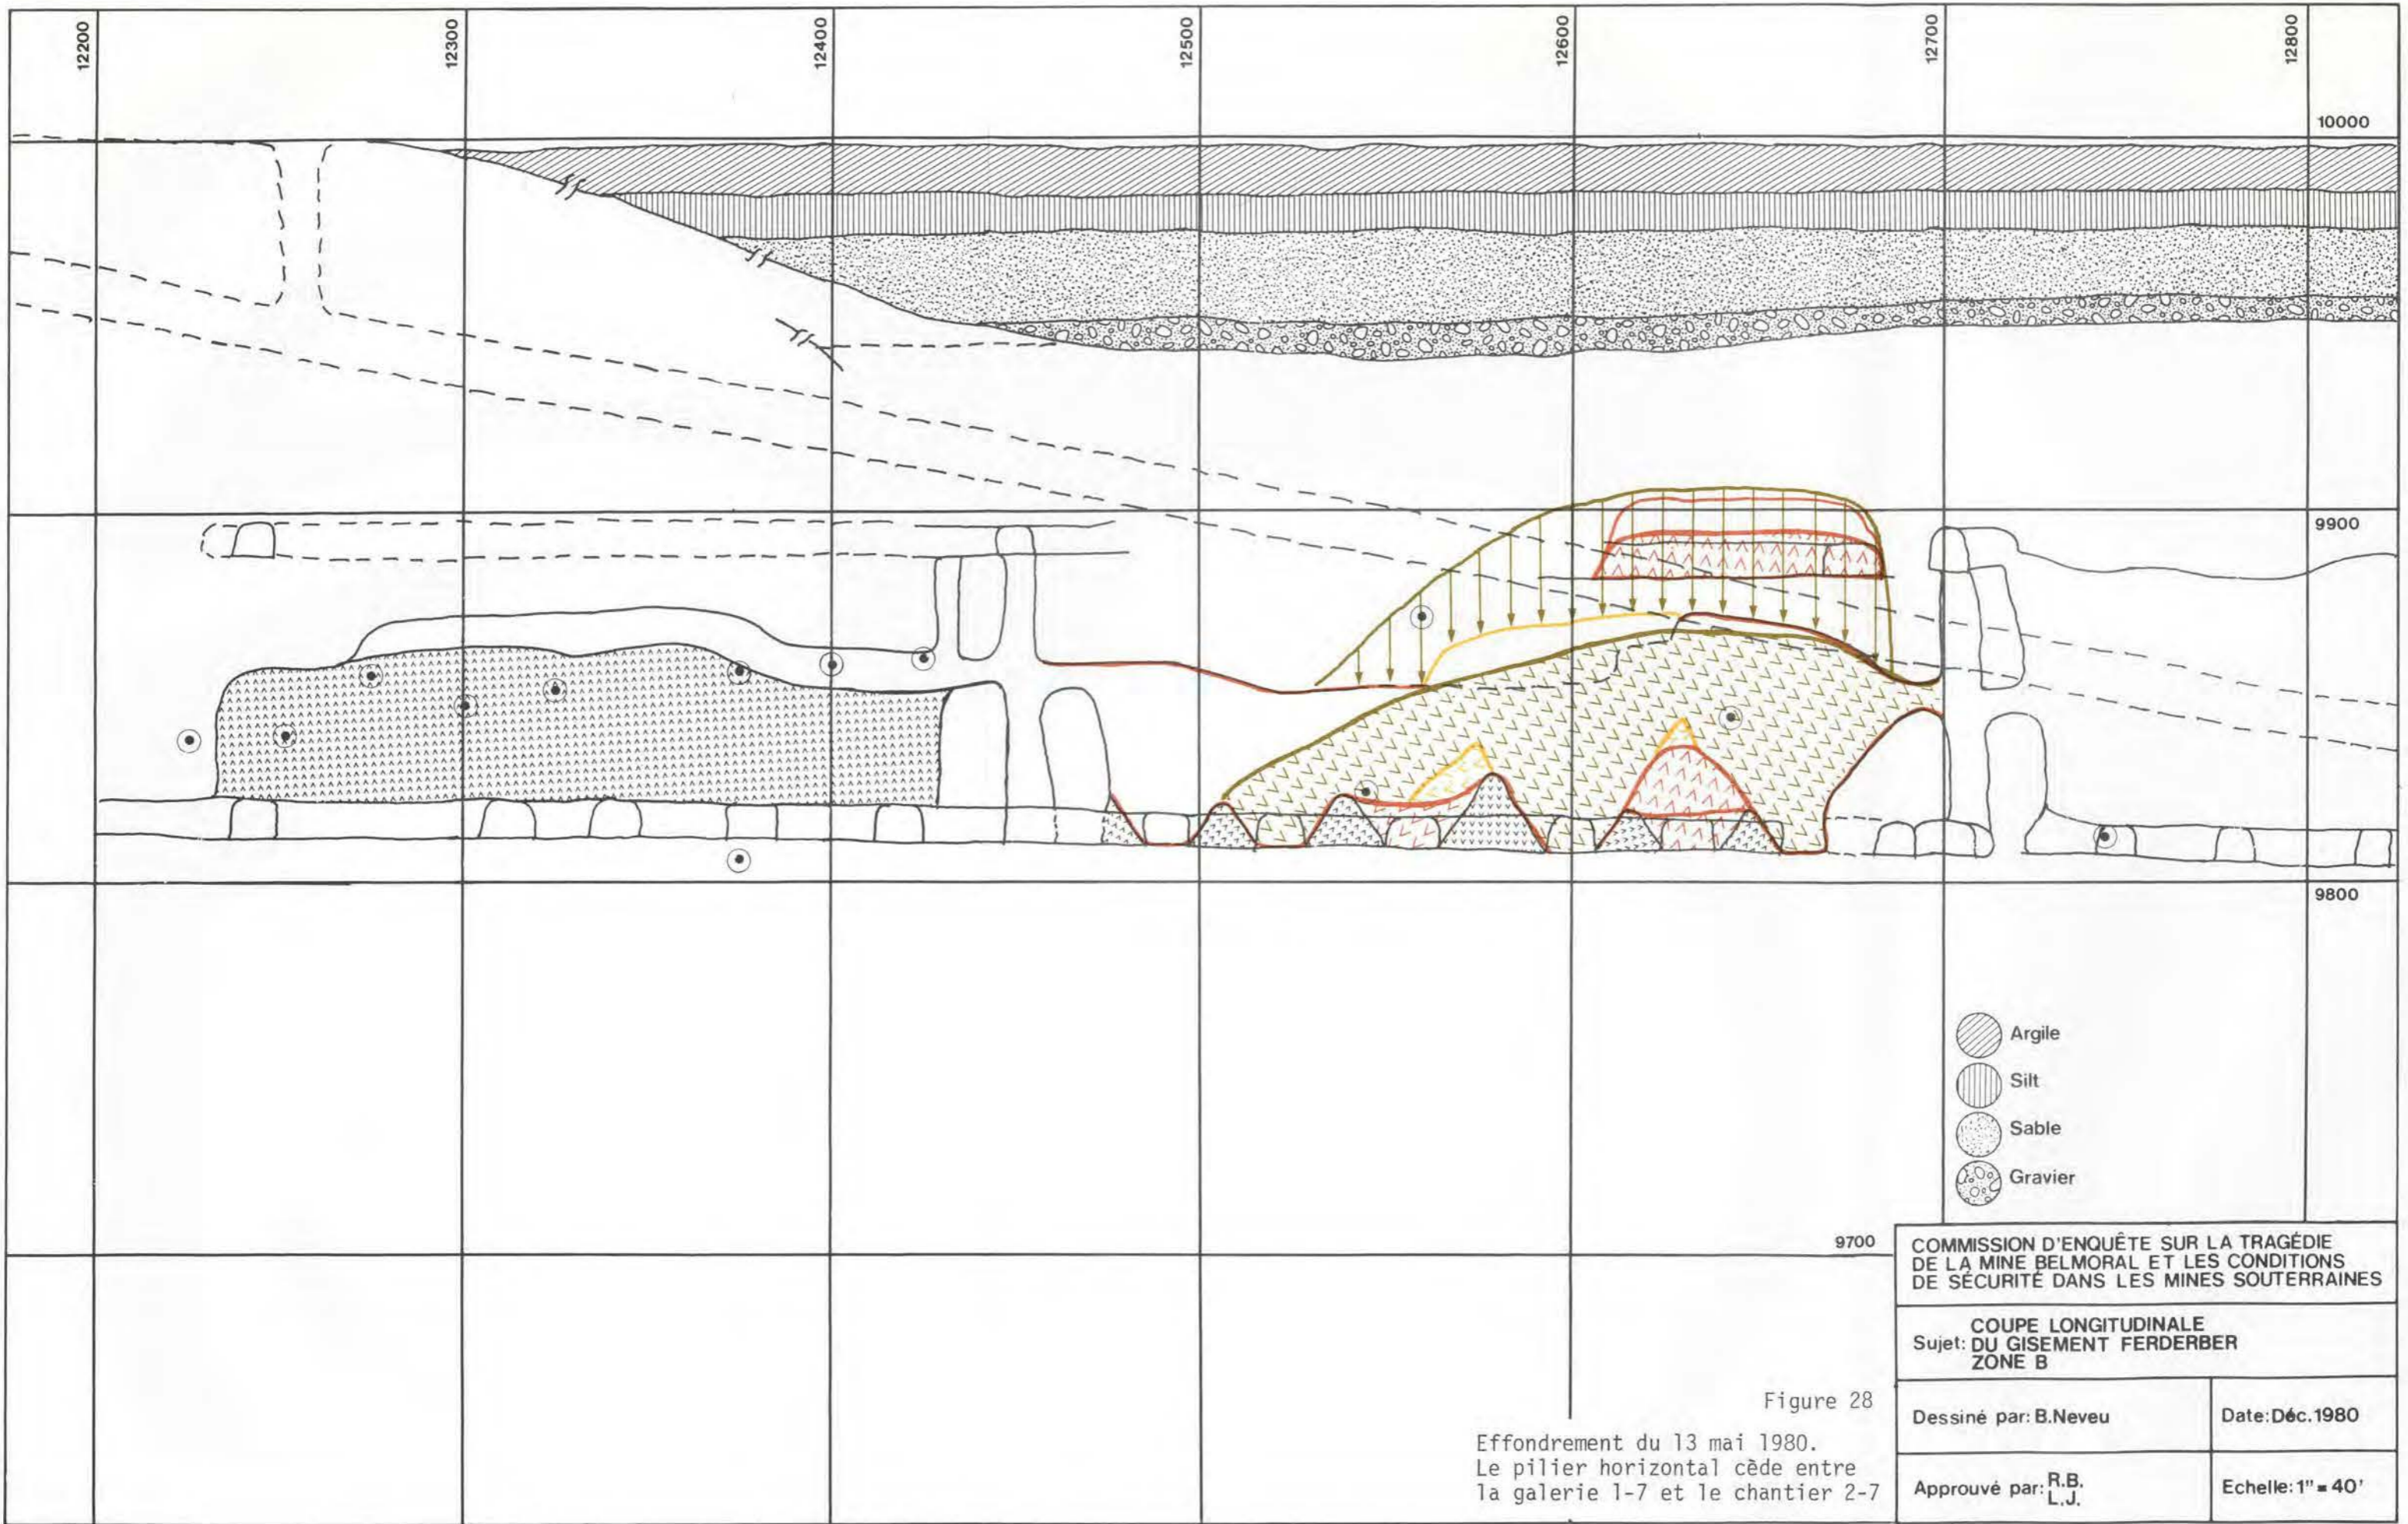 12200
12300
12400
12500
12600
12700
12800
10000
9900
9800
Argile
Silt
Sable
Gravier
9700
COMMISSION D'ENQUÊTE SUR LA TRAGÉDIE
DE LA MINE BELMORAL ET LES CONDITIONS
DE SÉCURITÉ DANS LES MINES SOUTERRAINES
Sujet: COUPE LONGITUDINALE
DU GISEMENT FERDERBER
ZONE B
Figure 28
Effondrement du 13 mai 1980.
Le pilier horizontal cède entre
la galerie 1-7 et le chantier 2-7
Dessiné par: B.Neveu
Date: Déc.1980
Approuvé par: R.B.
L.J.
Echelle: 1" = 40'